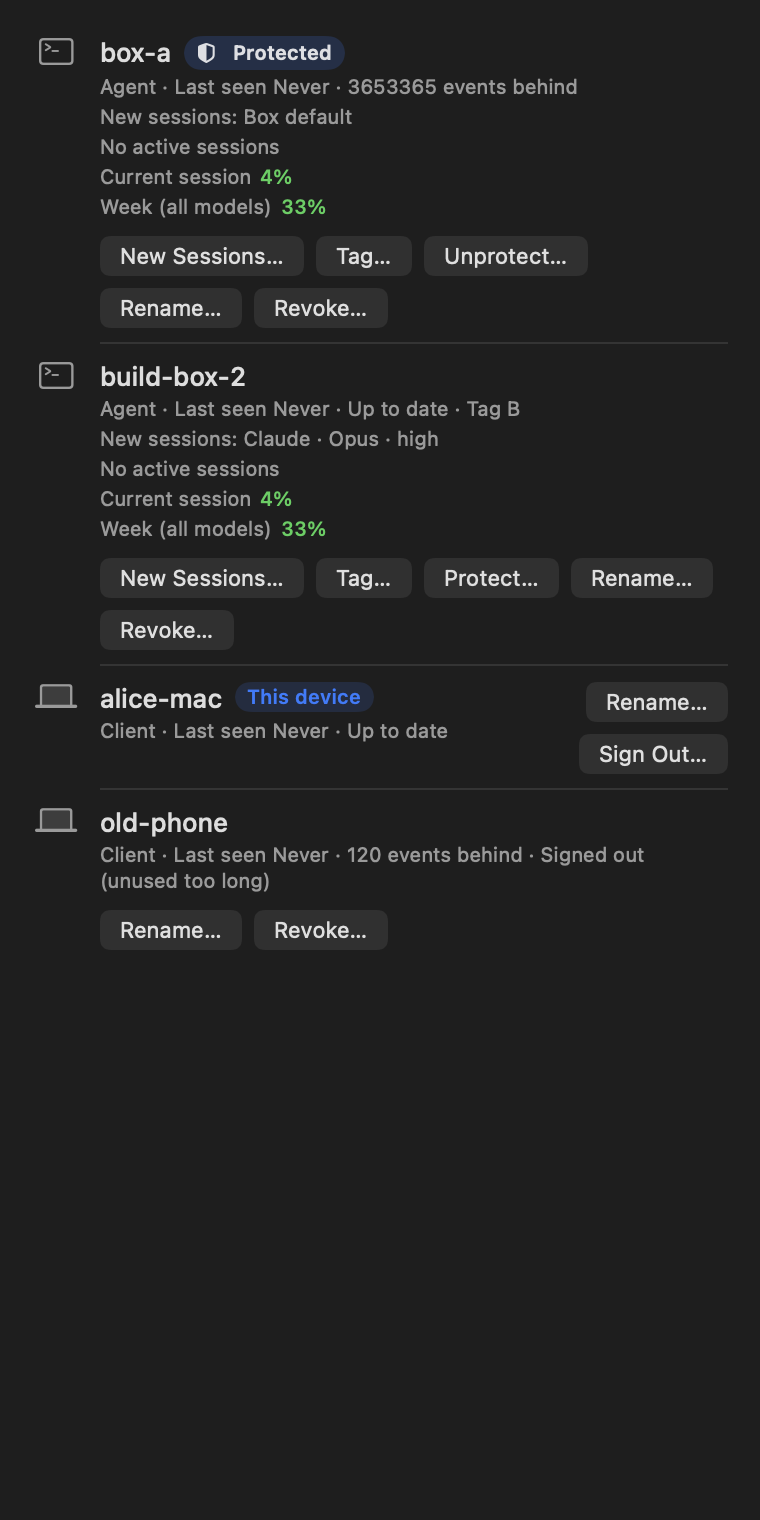 box-a Protected
Agent · Last seen Never · 3653365 events behind
New sessions: Box default
No active sessions
Current session 4%
Week (all models) 33%
New Sessions... Tag... Unprotect...
Rename... Revoke...
build-box-2
Agent · Last seen Never · Up to date · Tag B
New sessions: Claude · Opus · high
No active sessions
Current session 4%
Week (all models) 33%
New Sessions... Tag... Protect... Rename...
Revoke...
alice-mac This device
Rename...
Client · Last seen Never · Up to date
Sign Out...
old-phone
Client · Last seen Never · 120 events behind · Signed out
(unused too long)
Rename... Revoke...